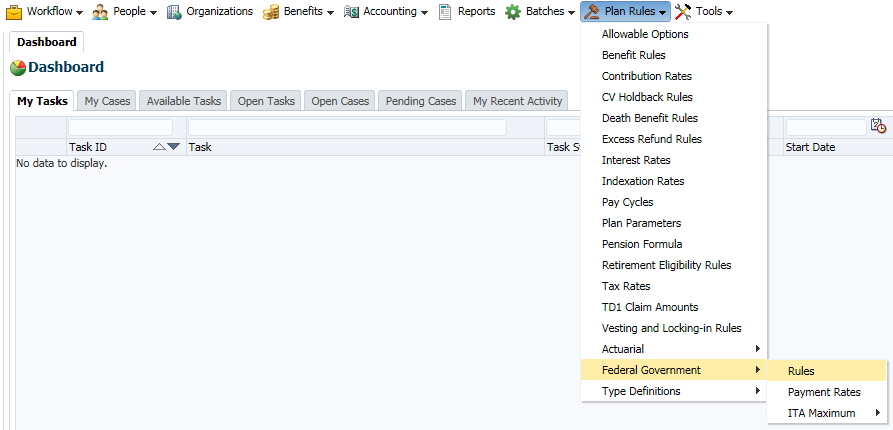 Workflow People Organizations Benefits Accounting Reports Batches Plan Rules Tools
Dashboard
Dashboard
My Tasks My Cases Available Tasks Open Tasks Open Cases Pending Cases My Recent Activity
Task ID Task Task S Start Date
No data to display.
Allowable Options
Benefit Rules
Contribution Rates
CV Holdback Rules
Death Benefit Rules
Excess Refund Rules
Interest Rates
Indexation Rates
Pay Cycles
Plan Parameters
Pension Formula
Retirement Eligibility Rules
Tax Rates
TD1 Claim Amounts
Vesting and Locking-in Rules
Actuarial
Federal Government
Type Definitions
Rules
Payment Rates
ITA Maximum